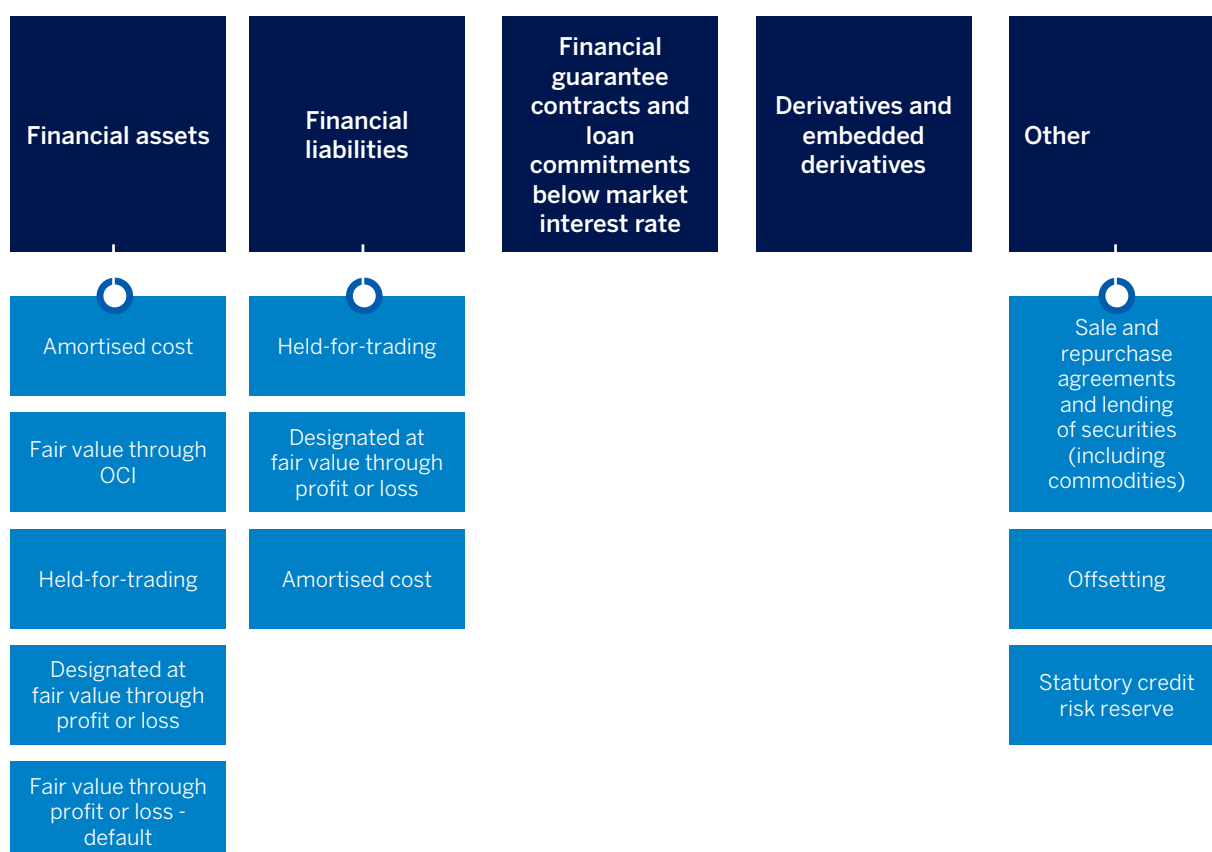 Financial assets
Financial
liabilities
Financial
guarantee
contracts and
loan
commitments
below market
interest rate
Derivatives and
embedded
derivatives
Other
Amortised cost
Fair value through
OCI
Held-for-trading
Designated at
fair value through
profit or loss
Fair value through
profit or loss -
default
Held-for-trading
Designated at
fair value through
profit or loss
Amortised cost
Sale and
repurchase
agreements
and lending
of securities
(including
commodities)
Offsetting
Statutory credit
risk reserve